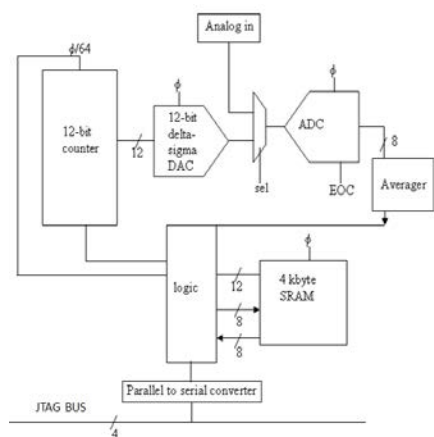 Analog in
ϕ/64
12-bit
counter
12
ϕ
12-bit
delta-
sigma
DAC
sel
ϕ
ADC
EOC
8
Averager
logic
12
8
8
ϕ
4 kbyte
SRAM
Parallel to serial converter
JTAG BUS
4